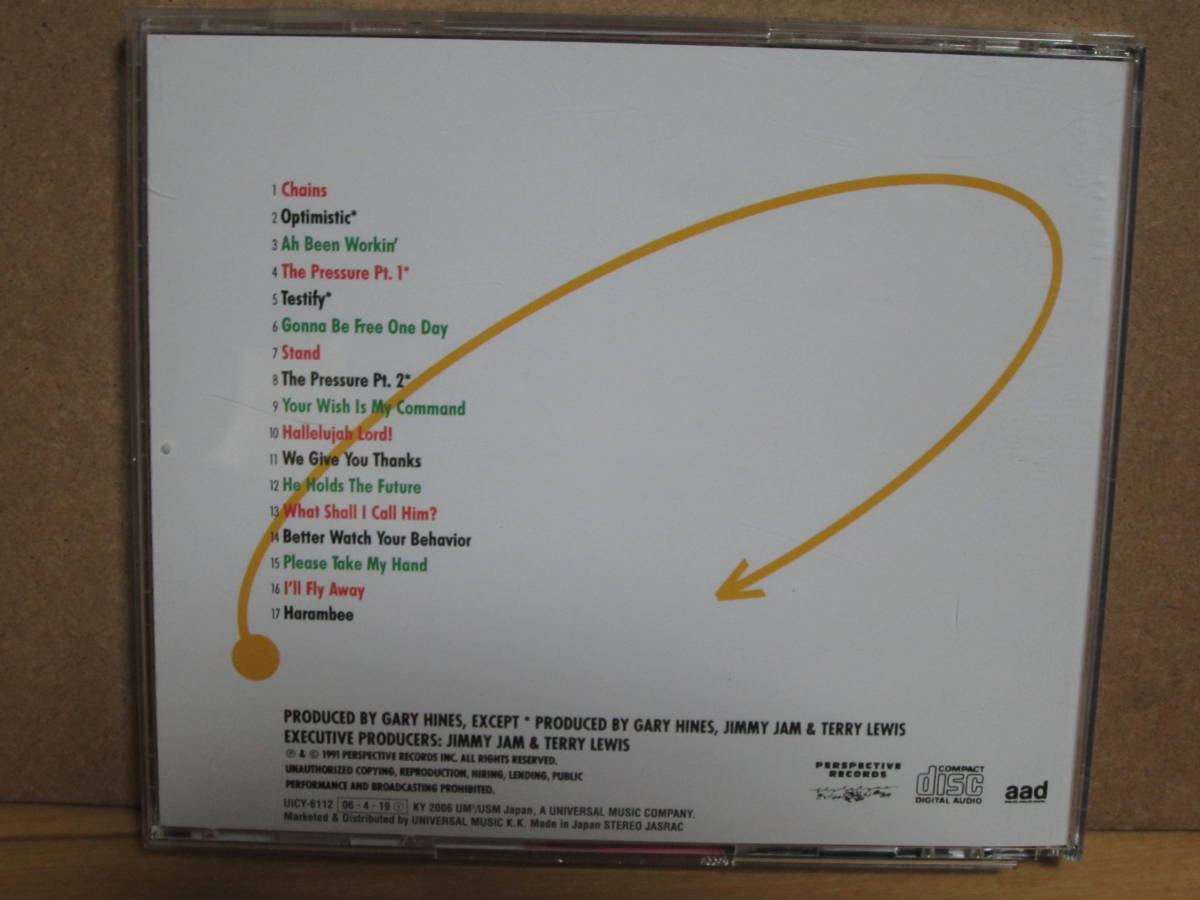 1 Chains
2 Optimistic*
3 Ah Been Workin'
4 The Pressure Pt. 1*
5 Testify*
6 Gonna Be Free One Day
7 Stand
8 The Pressure Pt. 2*
9 Your Wish Is My Command
10 Hallelujah Lord!
11 We Give You Thanks
12 He Holds The Future
13 What Shall I Call Him?
14 Better Watch Your Behavior
15 Please Take My Hand
16 I'll Fly Away
17 Harambee
PRODUCED BY GARY HINES, EXCEPT * PRODUCED BY GARY HINES, JIMMY JAM & TERRY LEWIS
EXECUTIVE PRODUCERS: JIMMY JAM & TERRY LEWIS
℗ & © 1991 PERSPECTIVE RECORDS INC. ALL RIGHTS RESERVED.
UNAUTHORIZED COPYING, REPRODUCTION, HIRING, LENDING, PUBLIC
PERFORMANCE AND BROADCASTING PROHIBITED.
UICY-6112 06·4·19 KY 2006 UM³/USM Japan, A UNIVERSAL MUSIC COMPANY.
Marketed & Distributed by UNIVERSAL MUSIC K.K. Made in Japan STEREO JASRAC
PERSPECTIVE
RECORDS
COMPACT
disc
DIGITAL AUDIO
aad